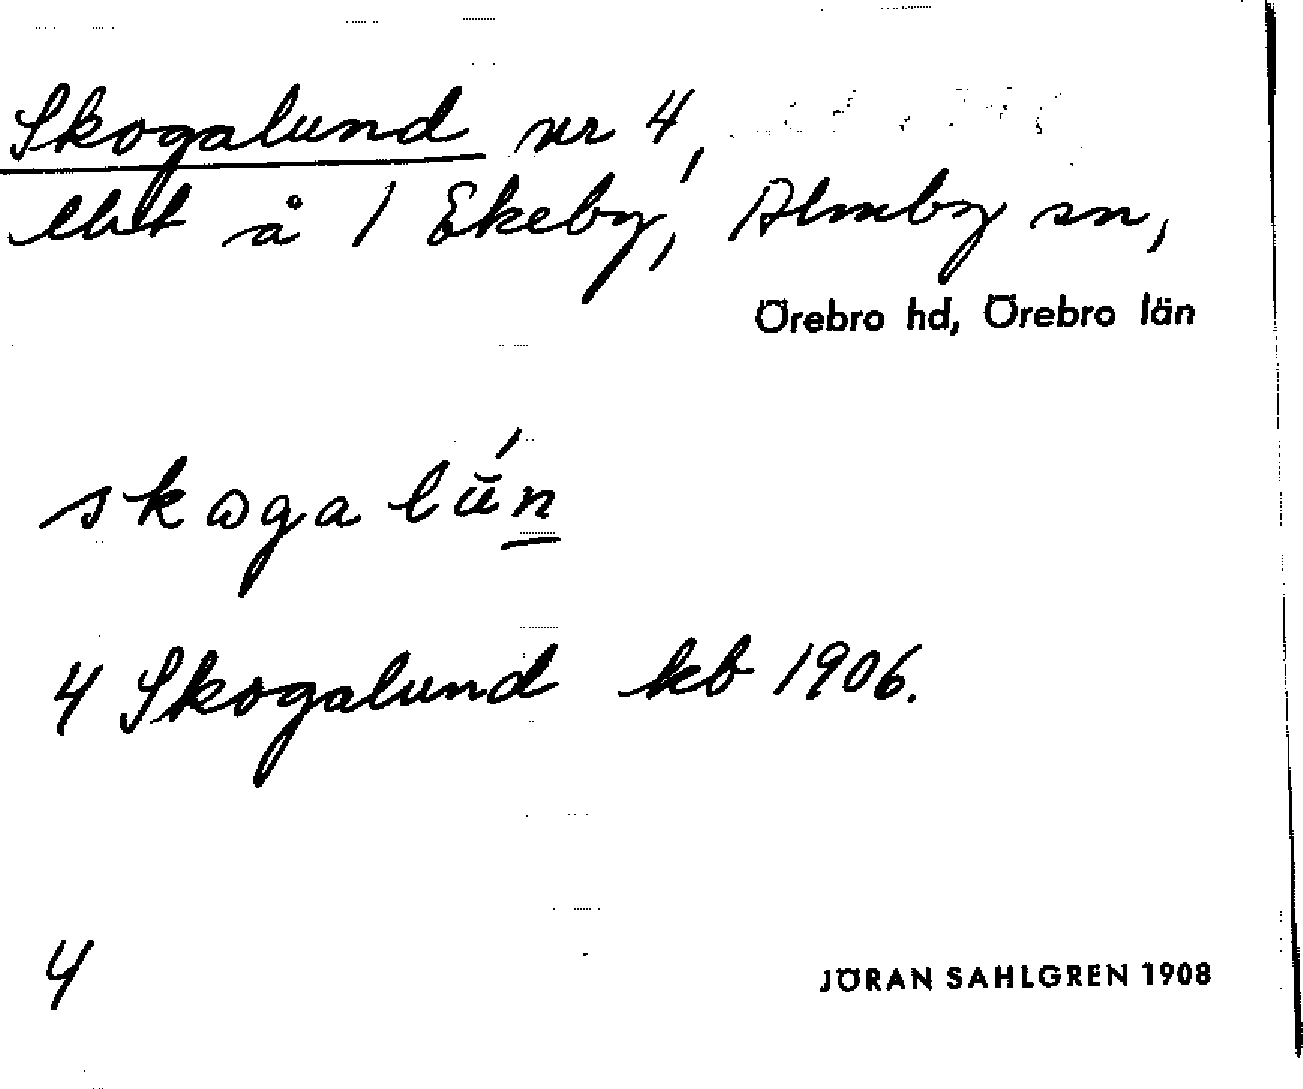 Skogalund nr 4,
lht å 1 Ekeby, Almby sn,
Örebro hd, Örebro län
skogalŭ́n
4 Skogalund kb 1906.
4
JÖRAN SAHLGREN 1908